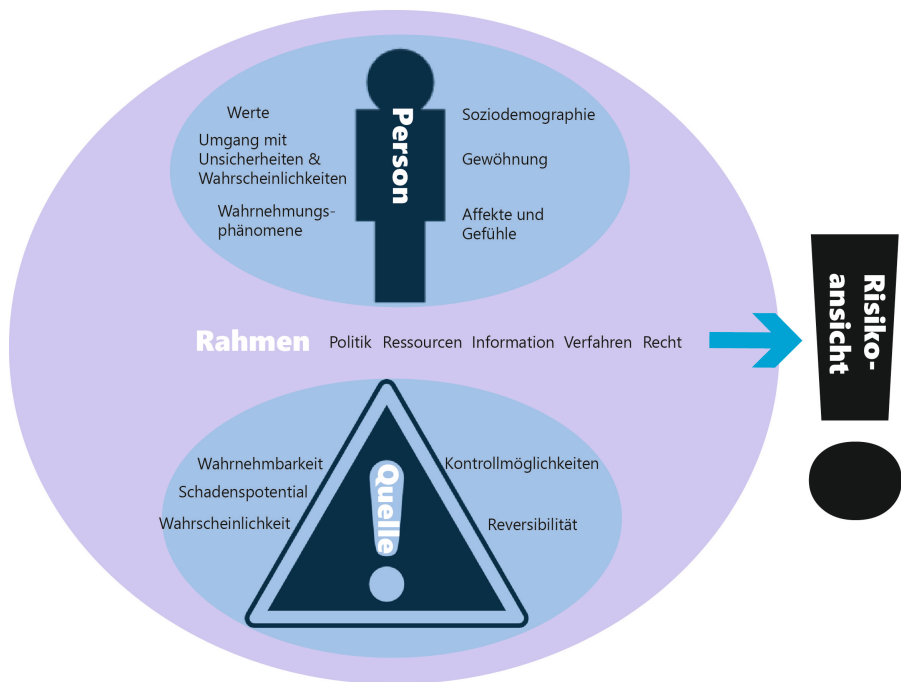 Person
Werte
Umgang mit
Unsicherheiten &
Wahrscheinlichkeiten
Wahrnehmungs-
phänomene
Soziodemographie
Gewöhnung
Affekte und
Gefühle
Rahmen Politik Ressourcen Information Verfahren Recht
Quelle
Wahrnehmbarkeit
Schadenspotential
Wahrscheinlichkeit
Kontrollmöglichkeiten
Reversibilität
Risiko-
ansicht